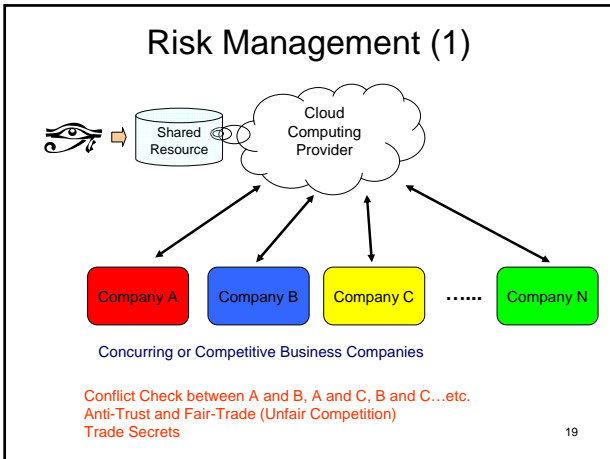 Risk Management (1)
Cloud
Computing
Provider
Shared
Resource
Company A
Company B
Company C
......
Company N
Concurring or Competitive Business Companies
Conflict Check between A and B, A and C, B and C…etc.
Anti-Trust and Fair-Trade (Unfair Competition)
Trade Secrets
19